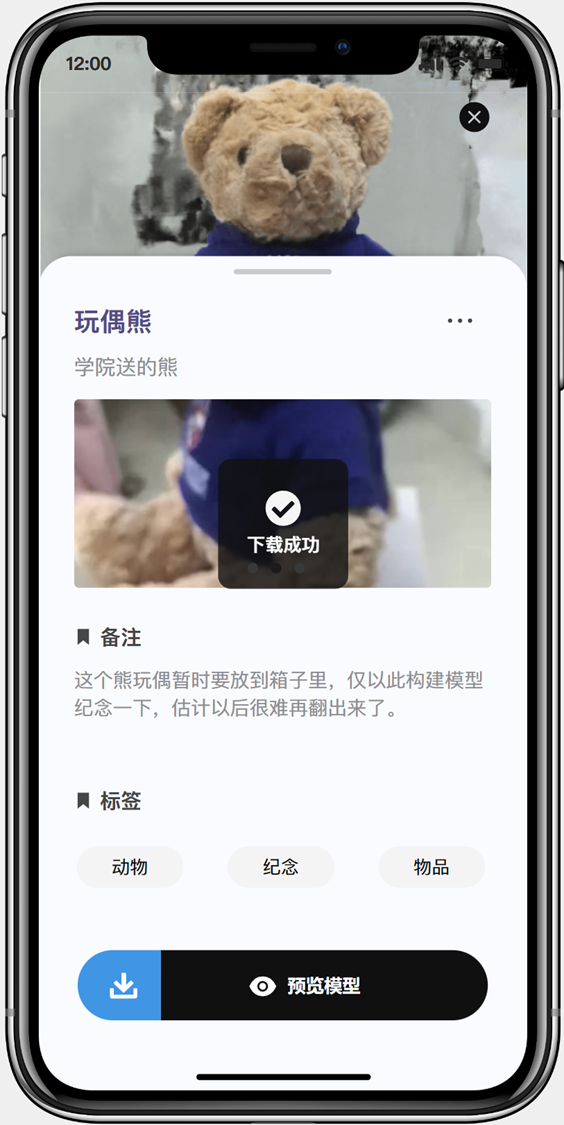 12:00
玩偶熊
学院送的熊
下载成功
备注
这个熊玩偶暂时要放到箱子里，仅以此构建模型
纪念一下，估计以后很难再翻出来了。
标签
动物
纪念
物品
预览模型